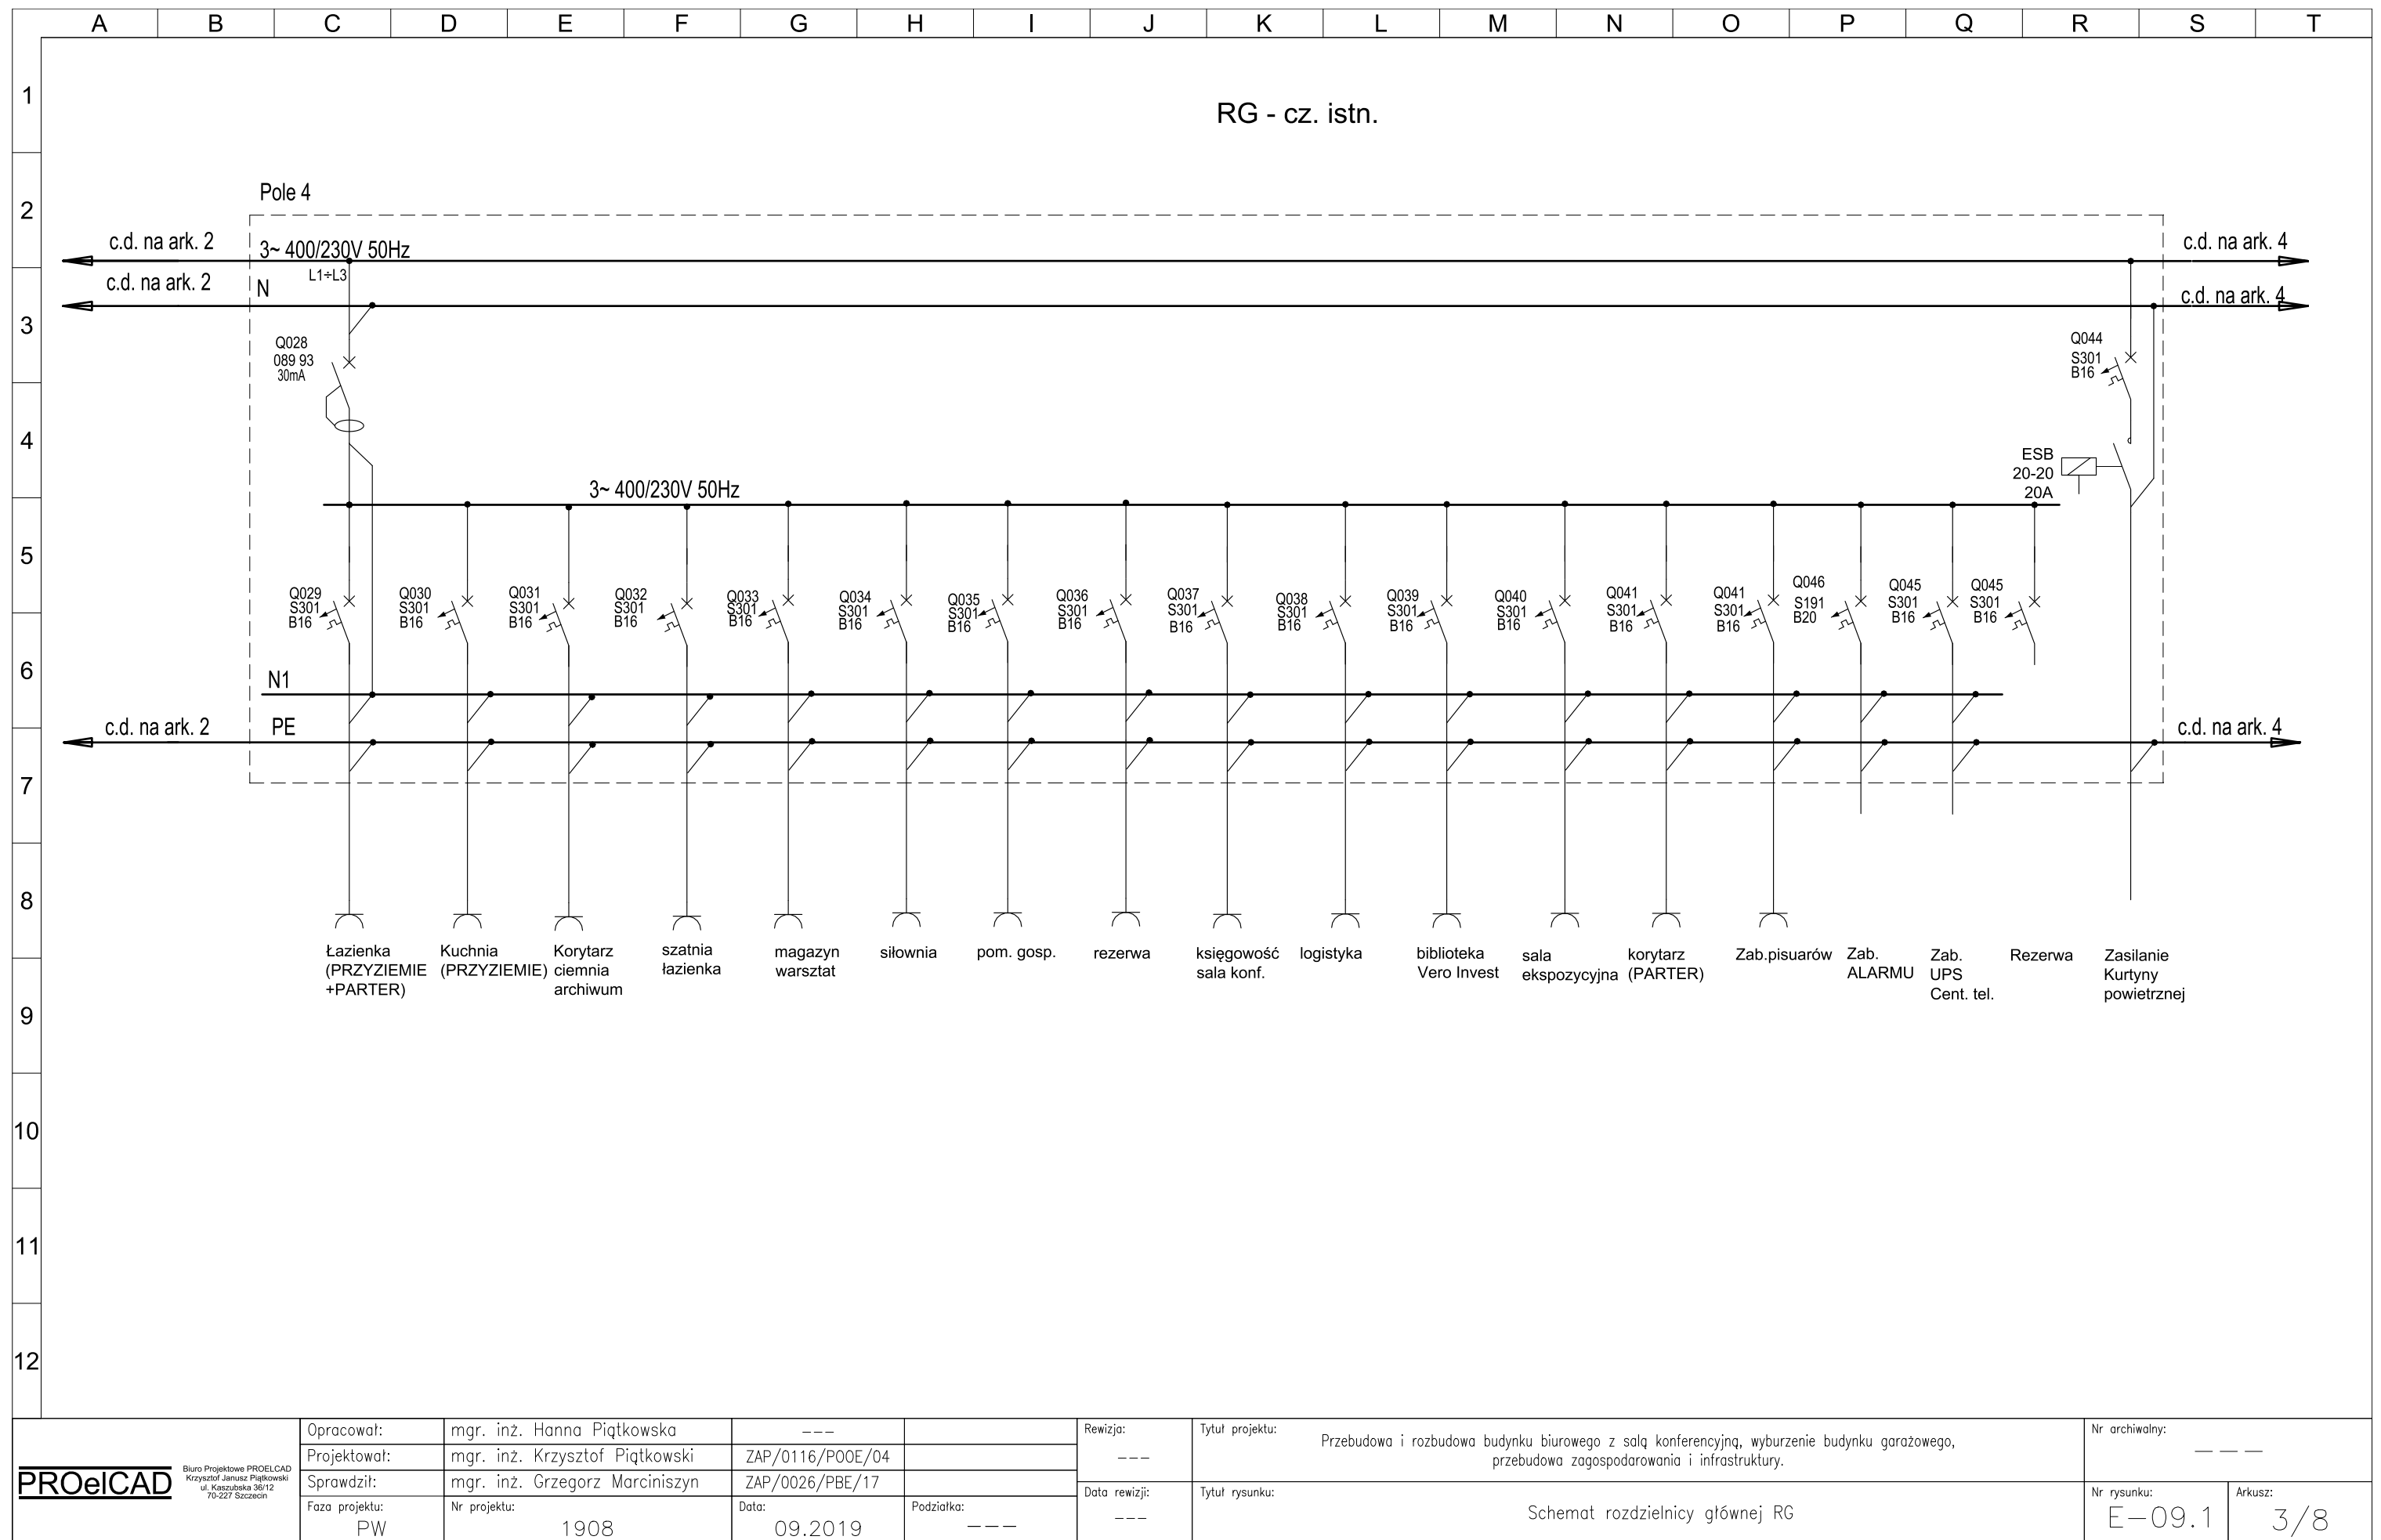 A B C D E F G H I J K L M N O P Q R S T
1
2
3
4
5
6
7
8
9
10
11
12
RG - cz. istn.
Pole 4
c.d. na ark. 2
3~ 400/230V 50Hz
c.d. na ark. 4
L1÷L3
c.d. na ark. 2
N
c.d. na ark. 4
Q028
089 93
30mA
Q044
S301
B16
ESB
20-20
20A
3~ 400/230V 50Hz
Q029
S301
B16
Q030
S301
B16
Q031
S301
B16
Q032
S301
B16
Q033
S301
B16
Q034
S301
B16
Q035
S301
B16
Q036
S301
B16
Q037
S301
B16
Q038
S301
B16
Q039
S301
B16
Q040
S301
B16
Q041
S301
B16
Q041
S301
B16
Q046
S191
B20
Q045
S301
B16
Q045
S301
B16
N1
c.d. na ark. 2
PE
c.d. na ark. 4
Łazienka
(PRZYZIEMIE
+PARTER)
Kuchnia
(PRZYZIEMIE)
Korytarz
ciemnia
archiwum
szatnia
łazienka
magazyn
warsztat
siłownia
pom. gosp.
rezerwa
księgowość
sala konf.
logistyka
biblioteka
Vero Invest
sala
ekspozycyjna
korytarz
(PARTER)
Zab.pisuarów
Zab.
ALARMU
Zab.
UPS
Cent. tel.
Rezerwa
Zasilanie
Kurtyny
powietrznej
PROelCAD
Biuro Projektowe PROELCAD
Krzysztof Janusz Piątkowski
ul. Kaszubska 36/12
70-227 Szczecin
Opracował: mgr. inż. Hanna Piątkowska ---
Projektował: mgr. inż. Krzysztof Piątkowski ZAP/0116/POOE/04
Sprawdził: mgr. inż. Grzegorz Marciniszyn ZAP/0026/PBE/17
Faza projektu:
PW
Nr projektu:
1908
Data:
09.2019
Podziałka:
---
Rewizja:
---
Data rewizji:
---
Tytuł projektu:
Przebudowa i rozbudowa budynku biurowego z salą konferencyjną, wyburzenie budynku garażowego,
przebudowa zagospodarowania i infrastruktury.
Tytuł rysunku:
Schemat rozdzielnicy głównej RG
Nr archiwalny:
---
Nr rysunku:
E-09.1
Arkusz:
3/8